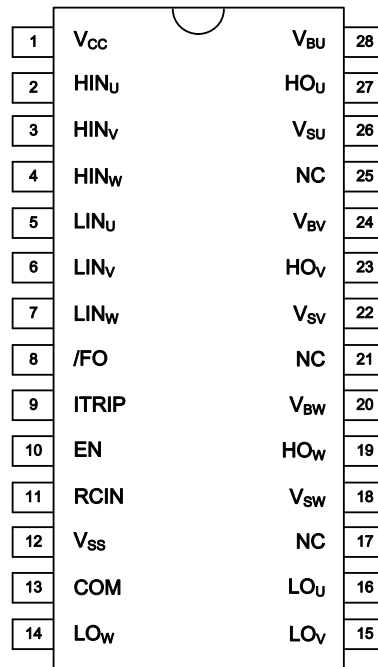 1 VCC VBU 28
2 HINU HOU 27
3 HINV VSU 26
4 HINW NC 25
5 LINU VBV 24
6 LINV HOV 23
7 LINW VSV 22
8 /FO NC 21
9 ITRIP VBW 20
10 EN HOW 19
11 RCIN VSW 18
12 VSS NC 17
13 COM LOU 16
14 LOW LOV 15